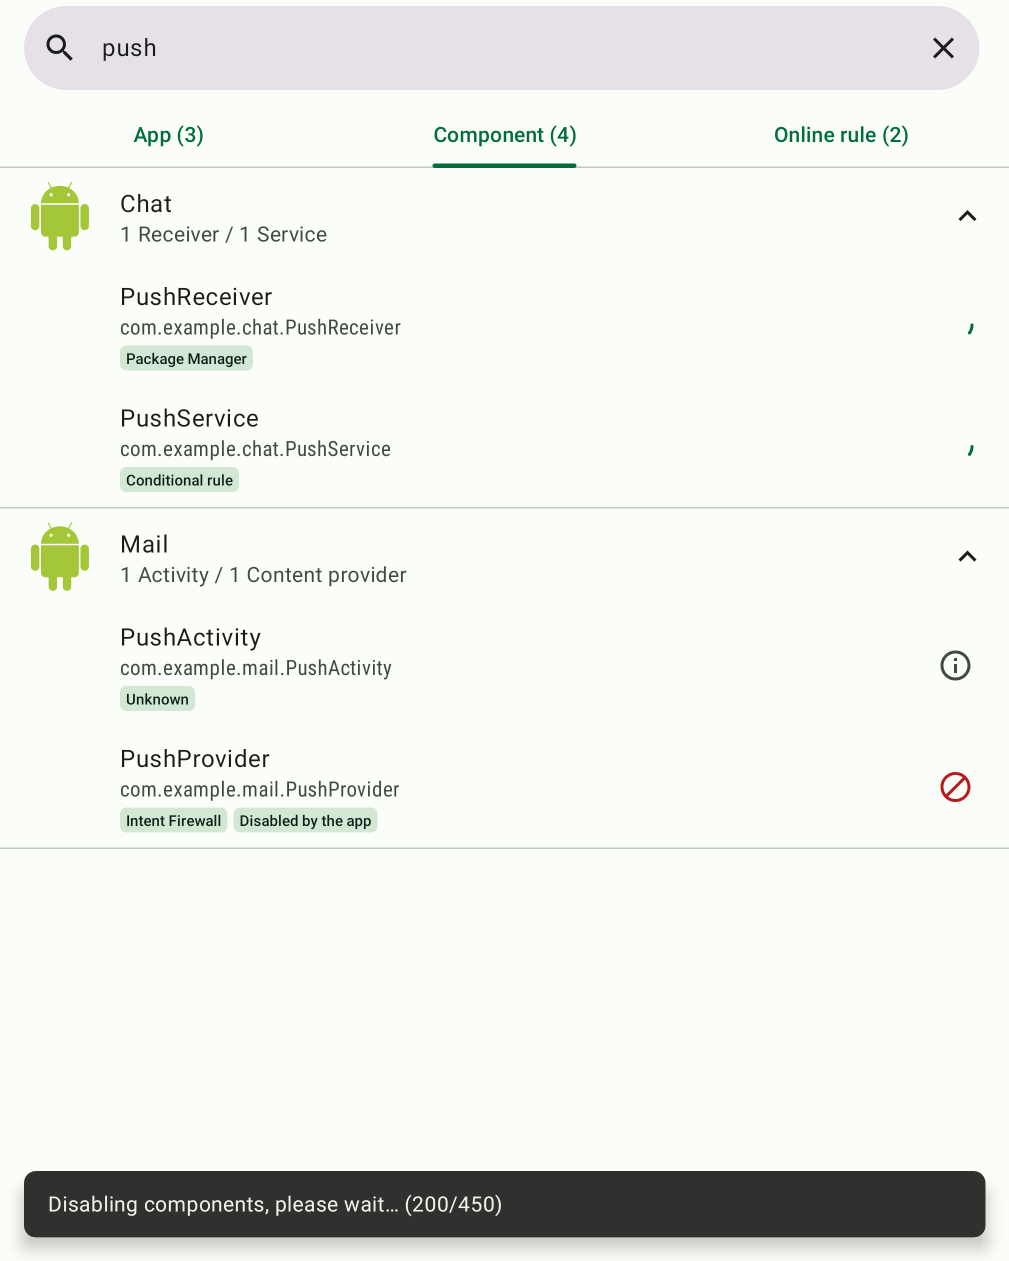 push
App (3)
Component (4)
Online rule (2)
Chat
1 Receiver / 1 Service
PushReceiver
com.example.chat.PushReceiver
Package Manager
PushService
com.example.chat.PushService
Conditional rule
Mail
1 Activity / 1 Content provider
PushActivity
com.example.mail.PushActivity
Unknown
PushProvider
com.example.mail.PushProvider
Intent Firewall Disabled by the app
Disabling components, please wait… (200/450)